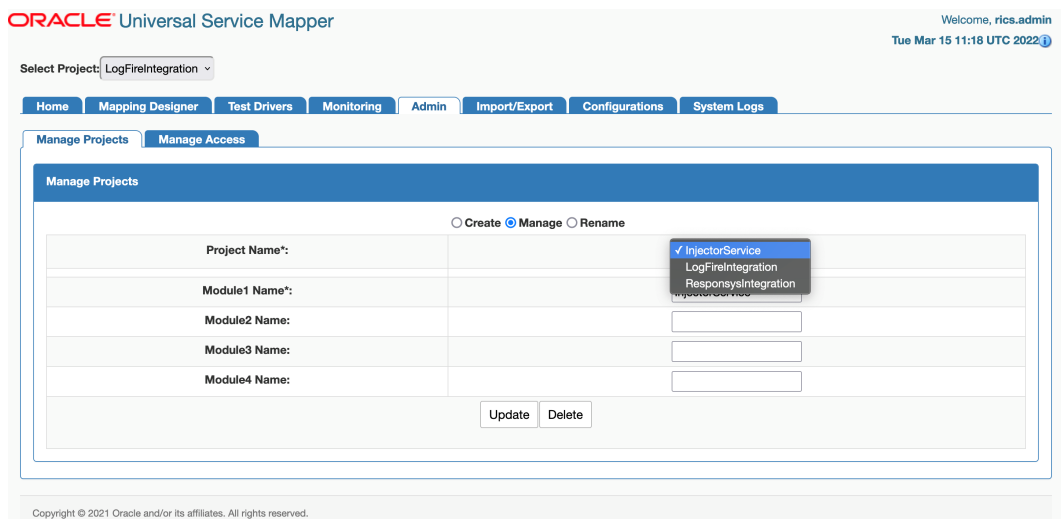 ORACLE® Universal Service Mapper
Welcome, rics.admin
Tue Mar 15 11:18 UTC 2022
Select Project: LogFireIntegration
Home Mapping Designer Test Drivers Monitoring Admin Import/Export Configurations System Logs
Manage Projects Manage Access
Manage Projects
Create Manage Rename
Project Name*: ✓ InjectorService
LogFireIntegration
ResponsysIntegration
Module1 Name*: InjectorService
Module2 Name:
Module3 Name:
Module4 Name:
Update Delete
Copyright © 2021 Oracle and/or its affiliates. All rights reserved.